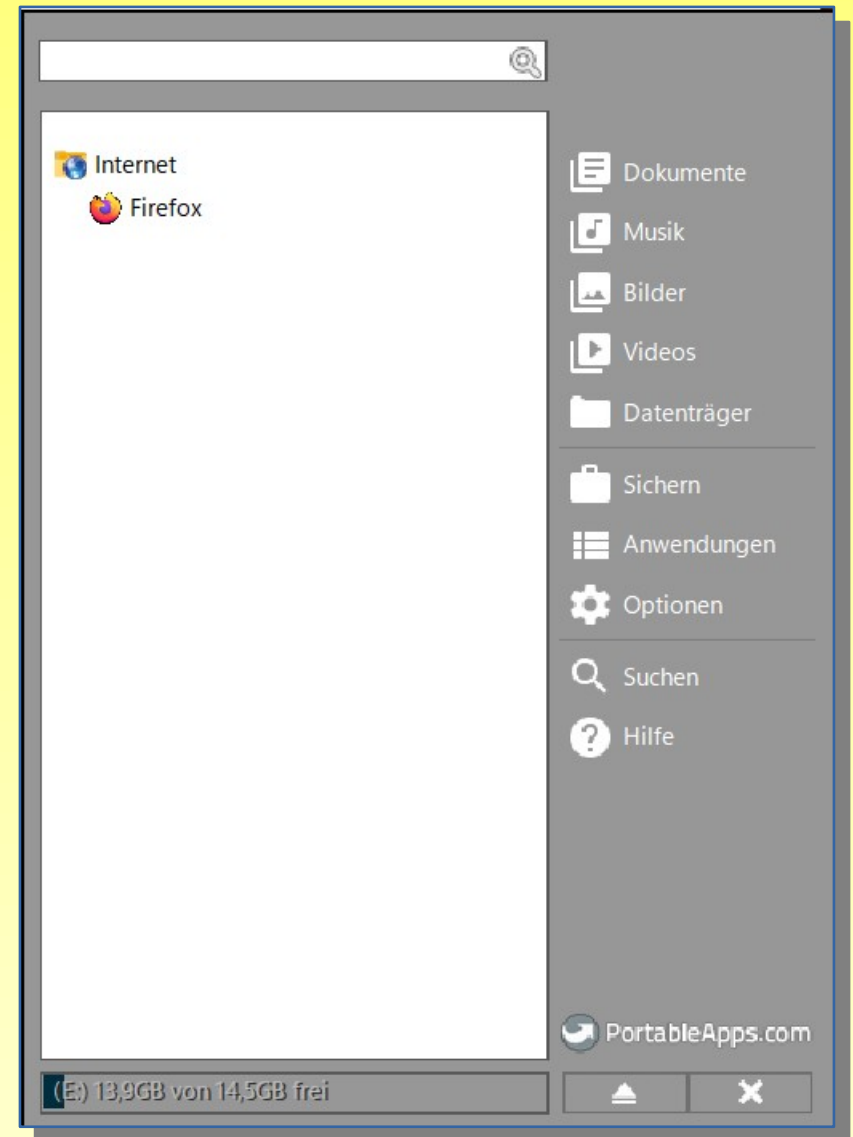 Internet
Firefox
Dokumente
Musik
Bilder
Videos
Datenträger
Sichern
Anwendungen
Optionen
Suchen
Hilfe
PortableApps.com
(E:) 13,9GB von 14,5GB frei